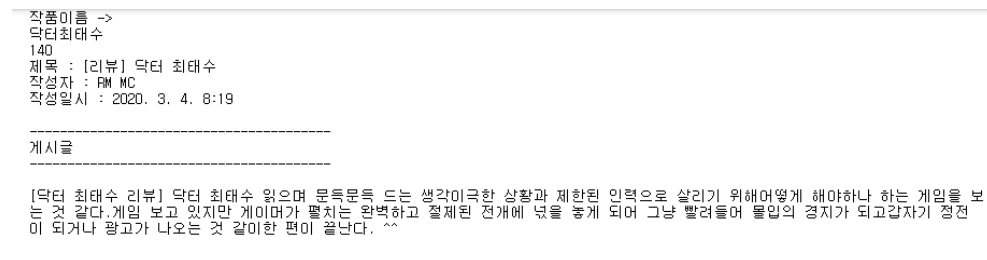 작품이름 ->
닥터최태수
140
제목 : [리뷰] 닥터 최태수
작성자 : RM MC
작성일시 : 2020. 3. 4. 8:19
----------------------------------------
게시글
----------------------------------------
[닥터 최태수 리뷰] 닥터 최태수 읽으며 문득문득 드는 생각이극한 상황과 제한된 인력으로 살리기 위해어떻게 해야하나 하는 게임을 보
는 것 같다.게임 보고 있지만 게이머가 펼치는 완벽하고 절제된 전개에 넋을 놓게 되어 그냥 빨려들어 몰입의 경지가 되고갑자기 정전
이 되거나 광고가 나오는 것 같이한 편이 끝난다. ^^